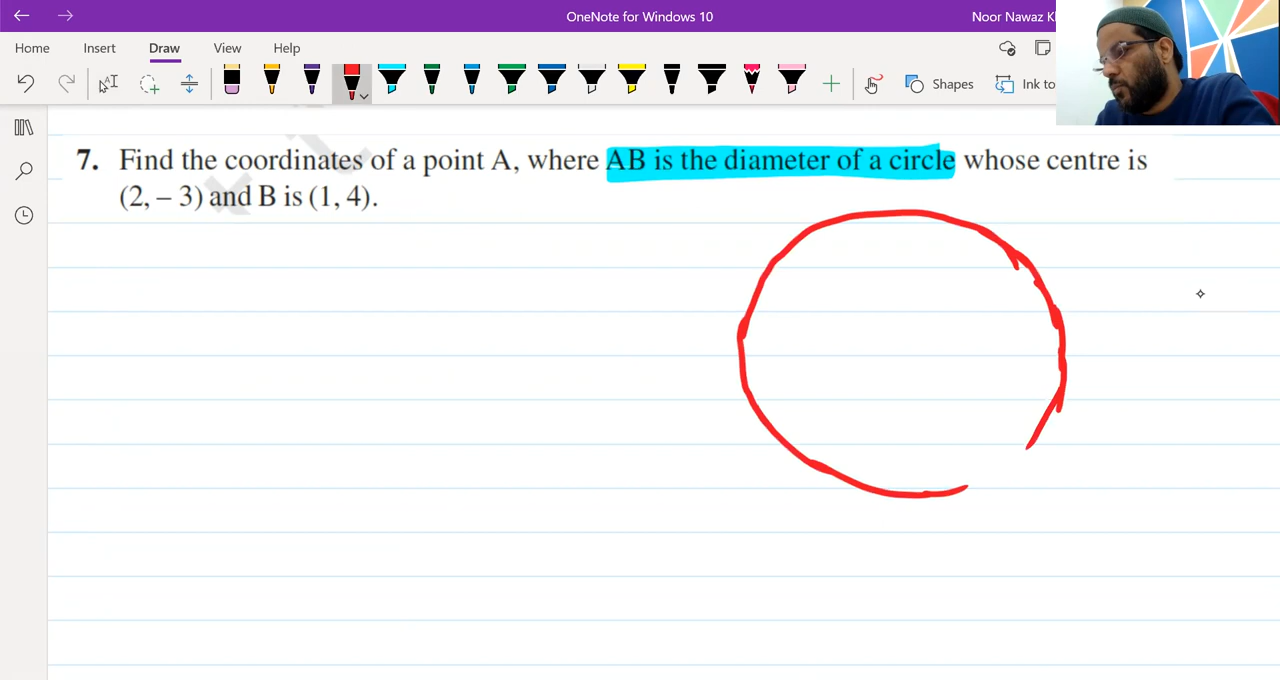 OneNote for Windows 10
Noor Nawaz Kh
Home Insert Draw View Help
Shapes
Ink to
7. Find the coordinates of a point A, where AB is the diameter of a circle whose centre is
(2, – 3) and B is (1, 4).